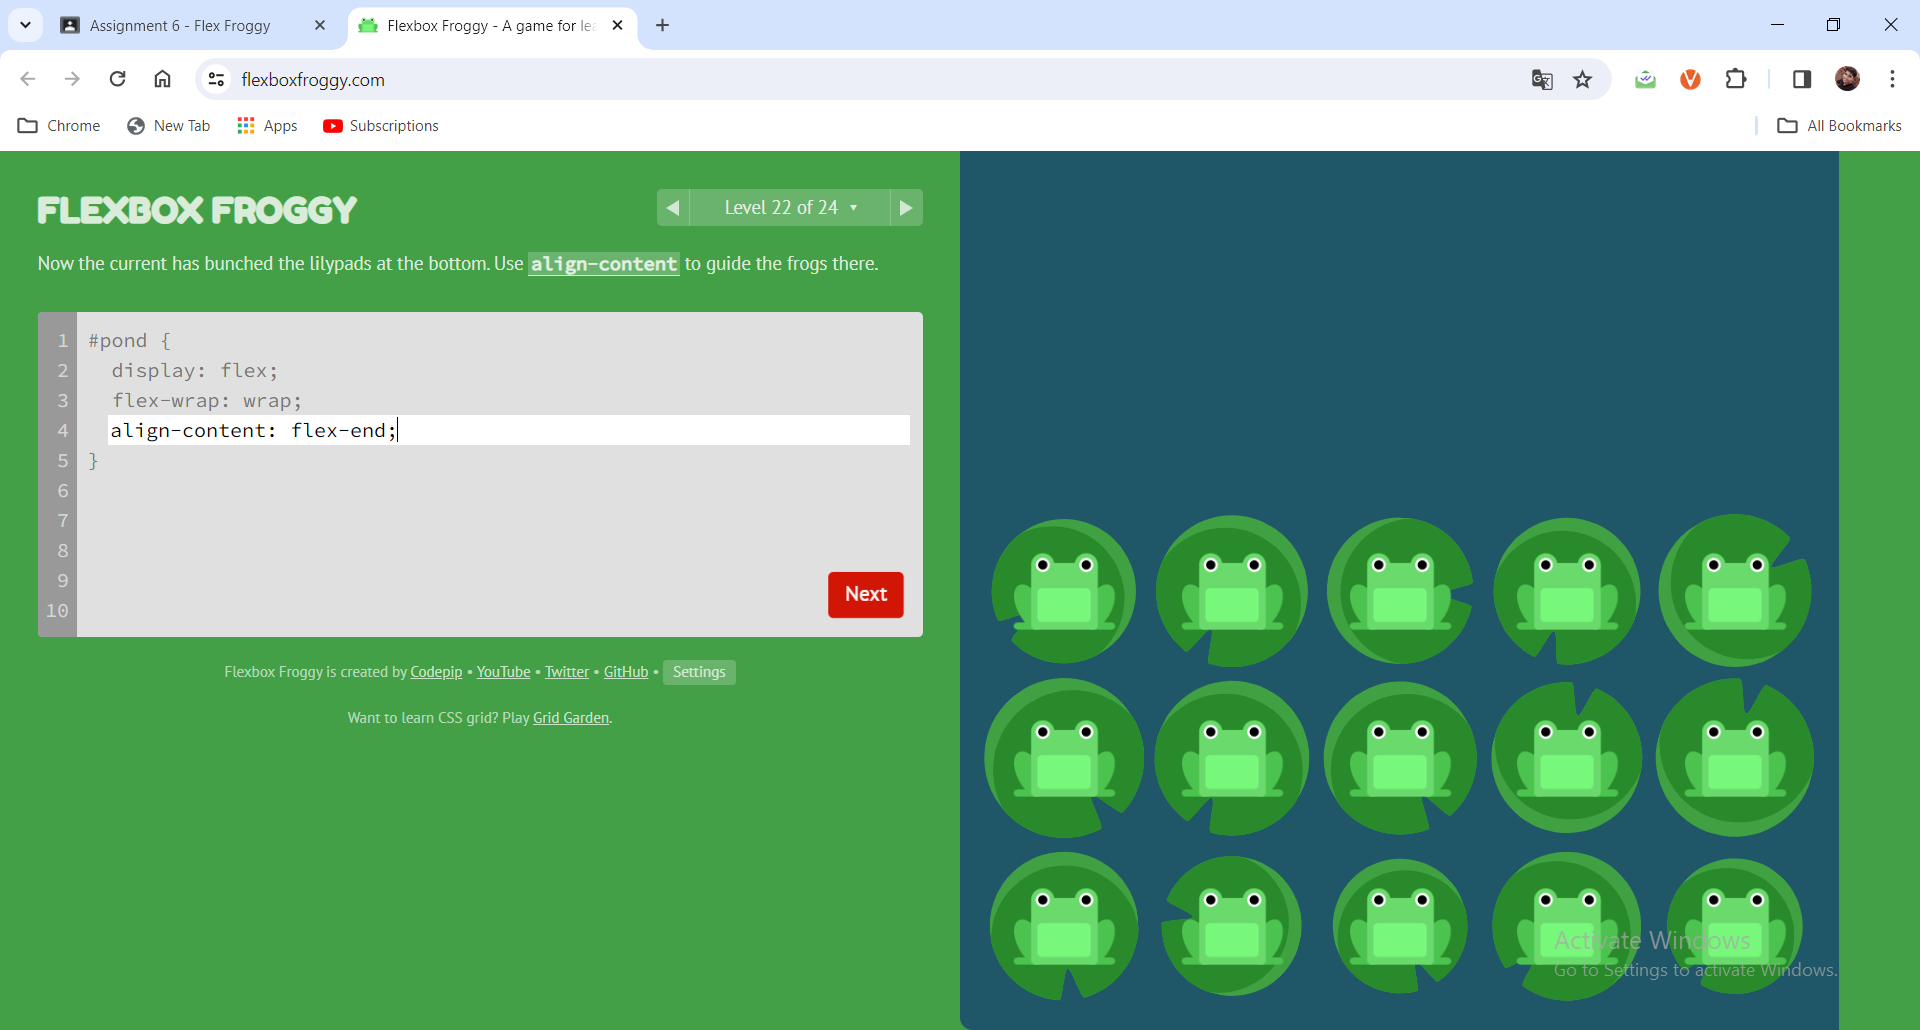 Assignment 6 - Flex Froggy
Flexbox Froggy - A game for lea
flexboxfroggy.com
Chrome
New Tab
Apps
Subscriptions
All Bookmarks
FLEXBOX FROGGY
Level 22 of 24
Now the current has bunched the lilypads at the bottom. Use align-content to guide the frogs there.
1 #pond {
2 display: flex;
3 flex-wrap: wrap;
4 align-content: flex-end;
5 }
6
7
8
9
10
Next
Flexbox Froggy is created by Codepip • YouTube • Twitter • GitHub • Settings
Want to learn CSS grid? Play Grid Garden.
Activate Windows
Go to Settings to activate Windows.